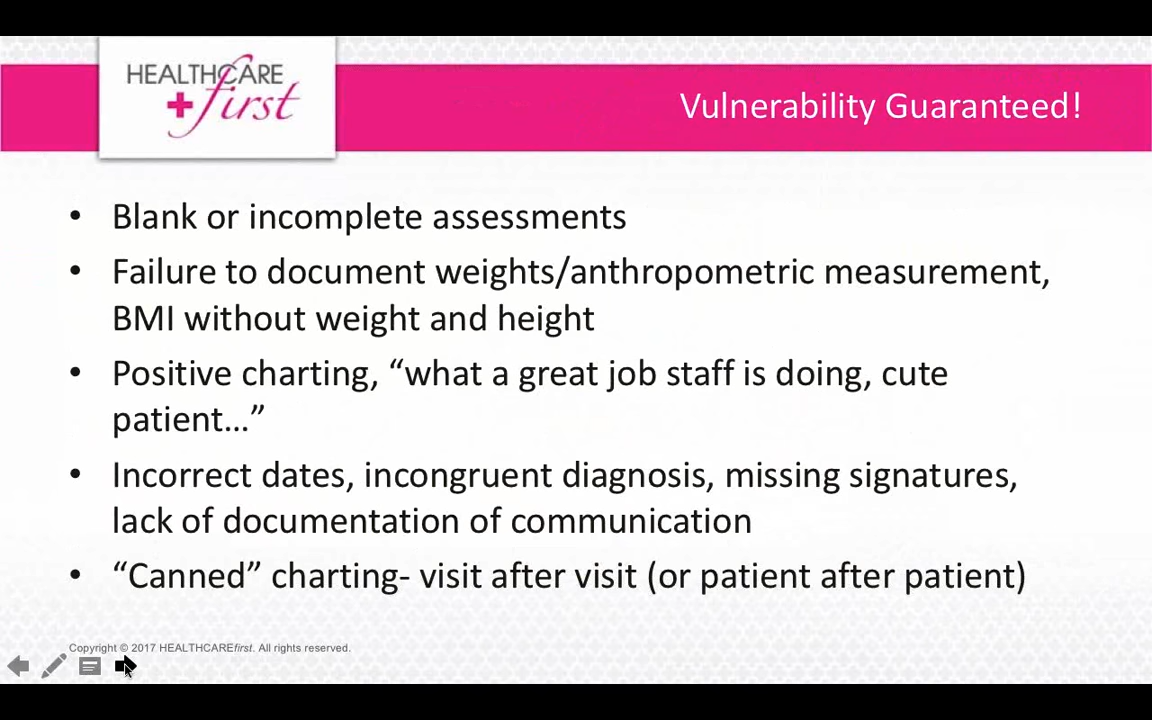 HEALTHCARE
first
Vulnerability Guaranteed!
• Blank or incomplete assessments
• Failure to document weights/anthropometric measurement,
BMI without weight and height
• Positive charting, “what a great job staff is doing, cute
patient…”
• Incorrect dates, incongruent diagnosis, missing signatures,
lack of documentation of communication
• “Canned” charting- visit after visit (or patient after patient)
Copyright © 2017 HEALTHCAREfirst. All rights reserved.